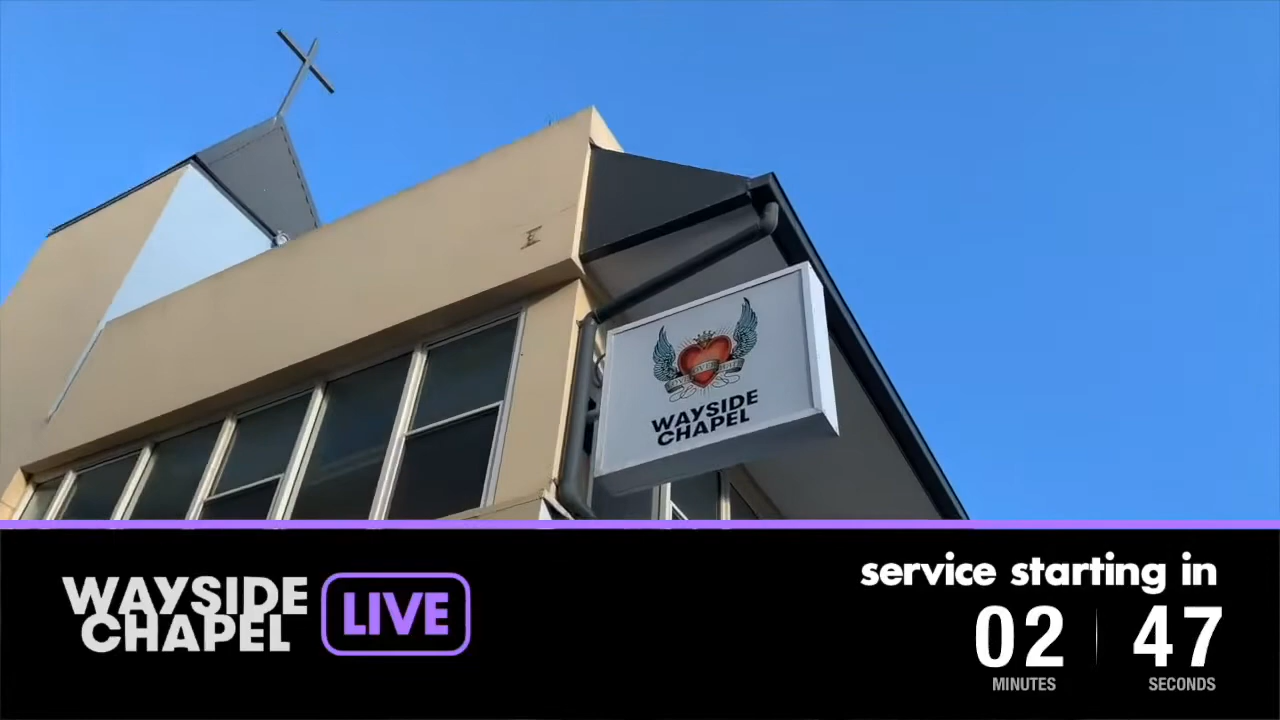 WAYSIDE
CHAPEL
WAYSIDE
CHAPEL
LIVE
service starting in
02 47
MINUTES SECONDS